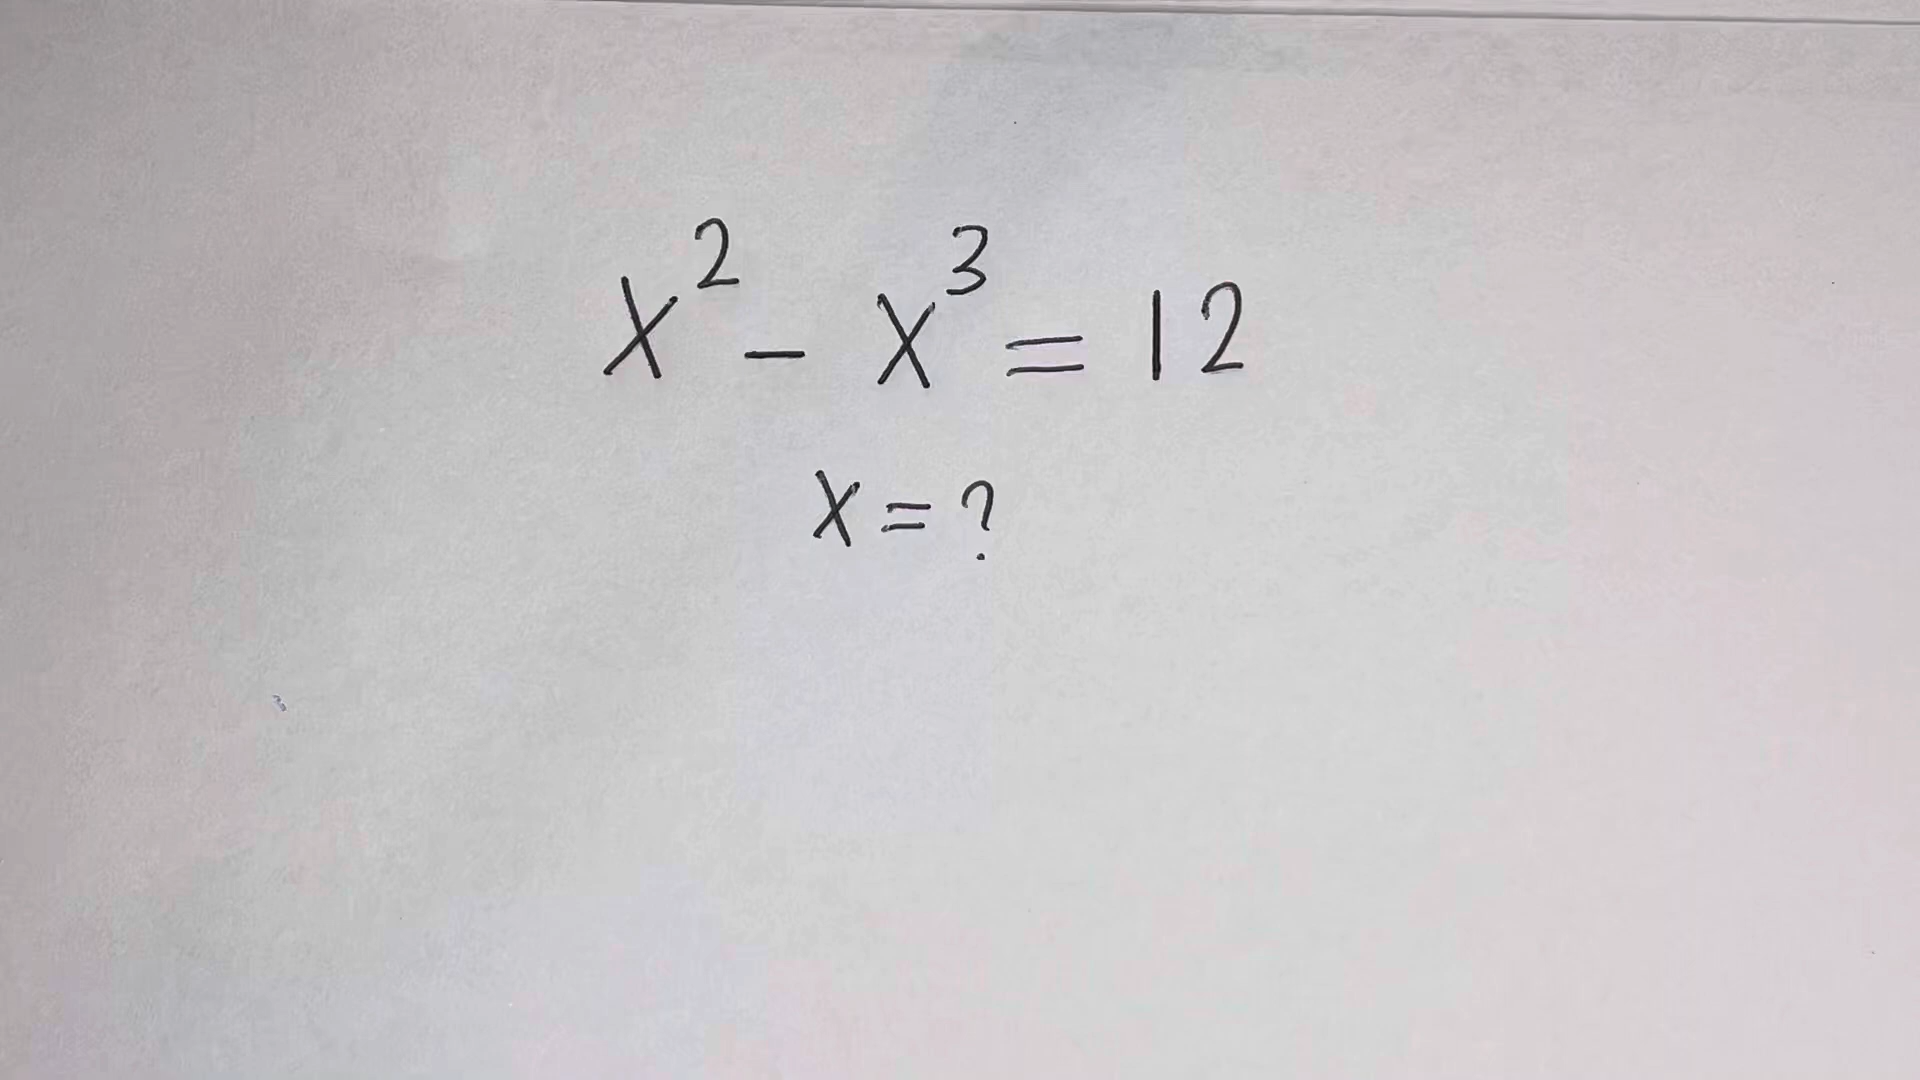 x² - x³ = 12
x = ?